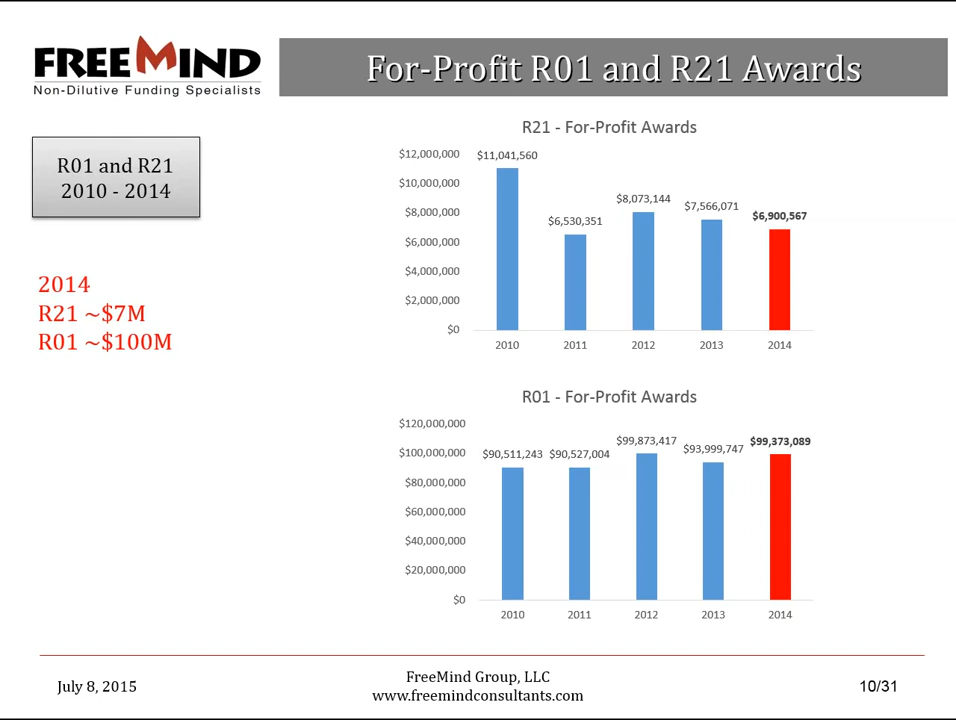 FREEMIND
Non-Dilutive Funding Specialists
For-Profit R01 and R21 Awards
R01 and R21
2010 - 2014
2014
R21 ~$7M
R01 ~$100M
R21 - For-Profit Awards
$12,000,000
$10,000,000
$8,000,000
$6,000,000
$4,000,000
$2,000,000
$0
$11,041,560
$6,530,351
$8,073,144
$7,566,071
$6,900,567
2010 2011 2012 2013 2014
R01 - For-Profit Awards
$120,000,000
$100,000,000
$80,000,000
$60,000,000
$40,000,000
$20,000,000
$0
$90,511,243
$90,527,004
$99,873,417
$93,999,747
$99,373,089
2010 2011 2012 2013 2014
July 8, 2015
FreeMind Group, LLC
www.freemindconsultants.com
10/31